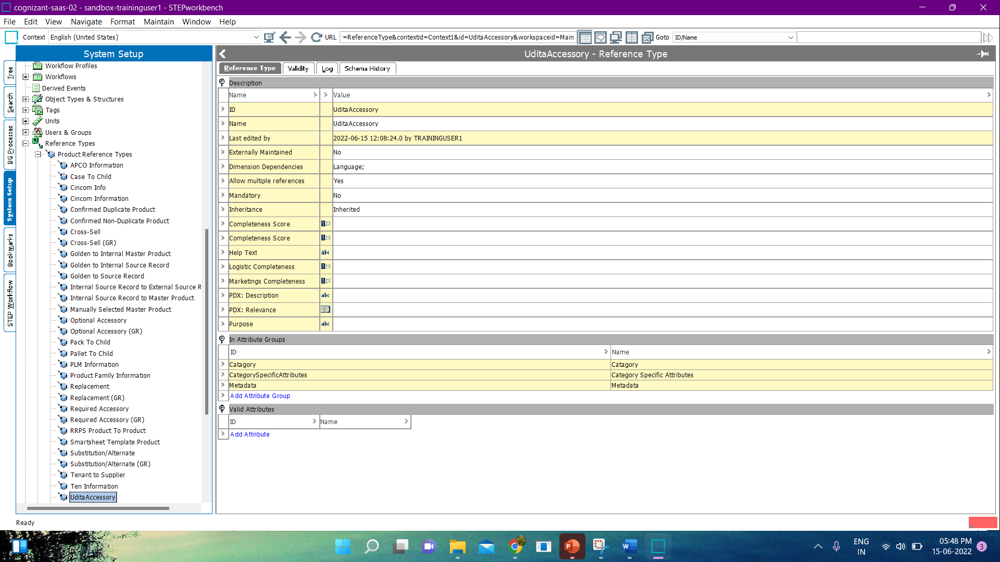 cognizant-saas-02 - sandbox-traininguser1 - STEPworkbench
File Edit View Navigate Format Maintain Window Help
Context English (United States) URL :=ReferenceType&contextid=Context1&id=UditaAccessory&workspaceid=Main Goto ID/Name
System Setup
Tree
Search
BG Processes
System Setup
Bookmarks
STEP Workflow
Workflow Profiles
Workflows
Derived Events
Object Types & Structures
Tags
Units
Users & Groups
Reference Types
Product Reference Types
APCO Information
Case To Child
Cincom Info
Cincom Information
Confirmed Duplicate Product
Confirmed Non-Duplicate Product
Cross-Sell
Cross-Sell (GR)
Golden to Internal Master Product
Golden to Internal Source Record
Golden to Source Record
Internal Source Record to External Source R
Internal Source Record to Master Product
Manually Selected Master Product
Optional Accessory
Optional Accessory (GR)
Pack To Child
Pallet To Child
PLM Information
Product Family Information
Replacement
Replacement (GR)
Required Accessory
Required Accessory (GR)
RRPS Product To Product
Smartsheet Template Product
Substitution/Alternate
Substitution/Alternate (GR)
Tenant to Supplier
Ten Information
UditaAccessory
UditaAccessory - Reference Type
Reference Type Validity Log Schema History
Description
Name > > Value >
ID UditaAccessory
Name UditaAccessory
Last edited by 2022-06-15 12:08:24.0 by TRAININGUSER1
Externally Maintained No
Dimension Dependencies Language;
Allow multiple references Yes
Mandatory No
Inheritance Inherited
Completeness Score 123
Completeness Score 123
Help Text abc
Logistic Completeness 123
Marketings Completeness 123
PDX: Description abc
PDX: Relevance
Purpose abc
In Attribute Groups
ID > Name >
Catagory Catagory
CategorySpecificAttributes Category Specific Attributes
Metadata Metadata
Add Attribute Group
Valid Attributes
ID > Name >
Add Attribute
Ready
ENG
IN
05:48 PM
15-06-2022
3